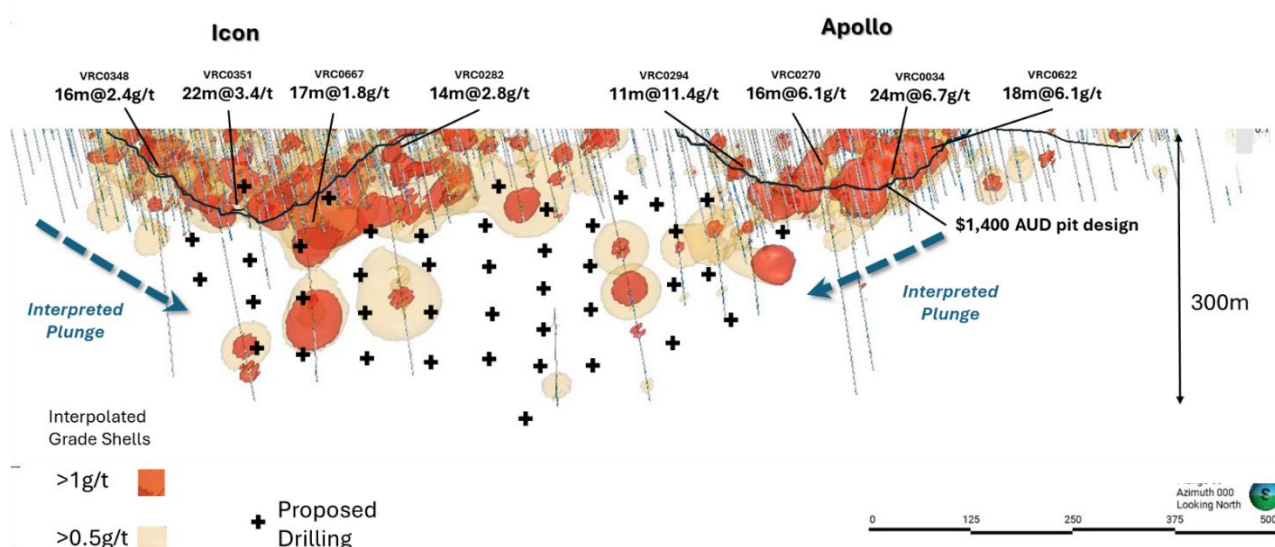 Icon
Apollo
VRC0348
16m@2.4g/t
VRC0351
22m@3.4/t
VRC0667
17m@1.8g/t
VRC0282
14m@2.8g/t
VRC0294
11m@11.4g/t
VRC0270
16m@6.1g/t
VRC0034
24m@6.7g/t
VRC0622
18m@6.1g/t
$1,400 AUD pit design
Interpreted
Plunge
Interpreted
Plunge
300m
Interpolated
Grade Shells
>1g/t
>0.5g/t
Proposed
Drilling
Azimuth 000
Looking North
S
0 125 250 375 500